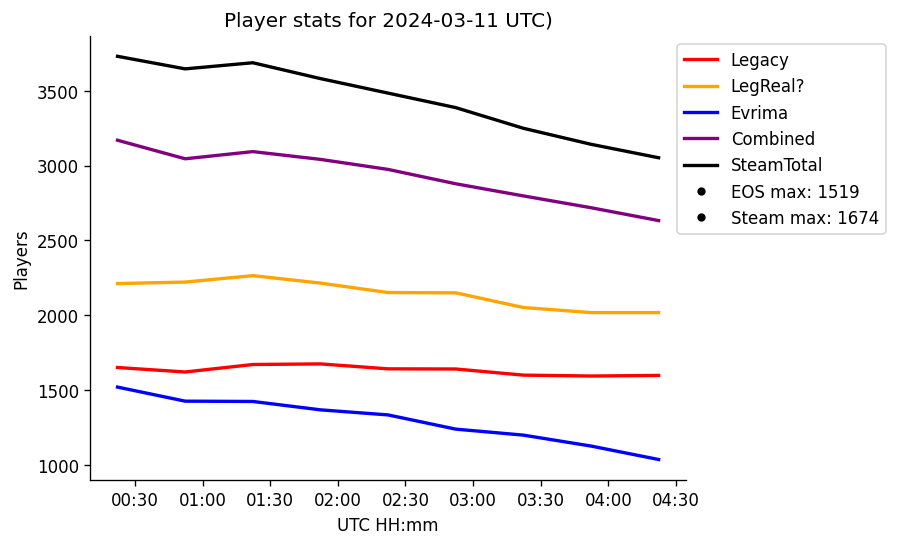 Player stats for 2024-03-11 UTC)
Players
3500
3000
2500
2000
1500
1000
00:30 01:00 01:30 02:00 02:30 03:00 03:30 04:00 04:30
UTC HH:mm
Legacy
LegReal?
Evrima
Combined
SteamTotal
EOS max: 1519
Steam max: 1674